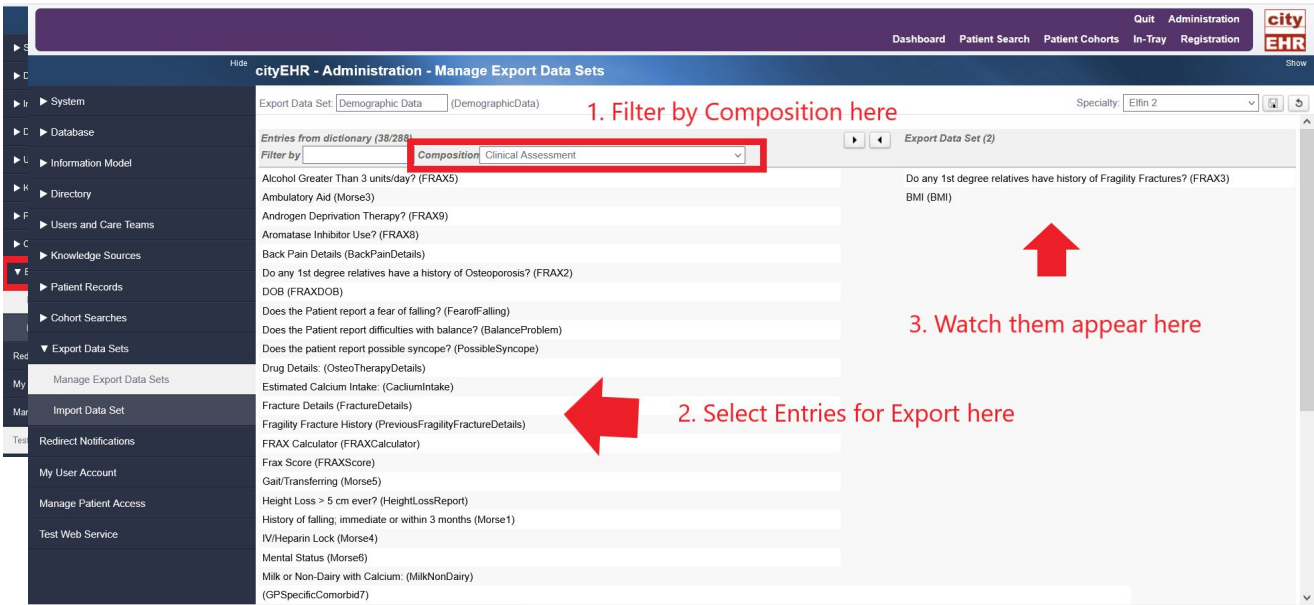 Quit Administration
city
EHR
Dashboard Patient Search Patient Cohorts In-Tray Registration
Hide
cityEHR - Administration - Manage Export Data Sets
Show
▶ System
▶ Database
▶ Information Model
▶ Directory
▶ Users and Care Teams
▶ Knowledge Sources
▶ Patient Records
▶ Cohort Searches
▼ Export Data Sets
Manage Export Data Sets
Import Data Set
Redirect Notifications
My User Account
Manage Patient Access
Test Web Service
Red
My
Mar
Test
Export Data Set: Demographic Data (DemographicData)
1. Filter by Composition here
Specialty: Elfin 2
Entries from dictionary (38/288)
Filter by
Composition Clinical Assessment
Export Data Set (2)
Alcohol Greater Than 3 units/day? (FRAX5)
Ambulatory Aid (Morse3)
Androgen Deprivation Therapy? (FRAX9)
Aromatase Inhibitor Use? (FRAX8)
Back Pain Details (BackPainDetails)
Do any 1st degree relatives have a history of Osteoporosis? (FRAX2)
DOB (FRAXDOB)
Does the Patient report a fear of falling? (FearofFalling)
Does the Patient report difficulties with balance? (BalanceProblem)
Does the patient report possible syncope? (PossibleSyncope)
Drug Details: (OsteoTherapyDetails)
Estimated Calcium Intake: (CacliumIntake)
Fracture Details (FractureDetails)
Fragility Fracture History (PreviousFragilityFractureDetails)
FRAX Calculator (FRAXCalculator)
Frax Score (FRAXScore)
Gait/Transferring (Morse5)
Height Loss > 5 cm ever? (HeightLossReport)
History of falling; immediate or within 3 months (Morse1)
IV/Heparin Lock (Morse4)
Mental Status (Morse6)
Milk or Non-Dairy with Calcium: (MilkNonDairy)
(GPSpecificComorbid7)
2. Select Entries for Export here
Do any 1st degree relatives have history of Fragility Fractures? (FRAX3)
BMI (BMI)
3. Watch them appear here